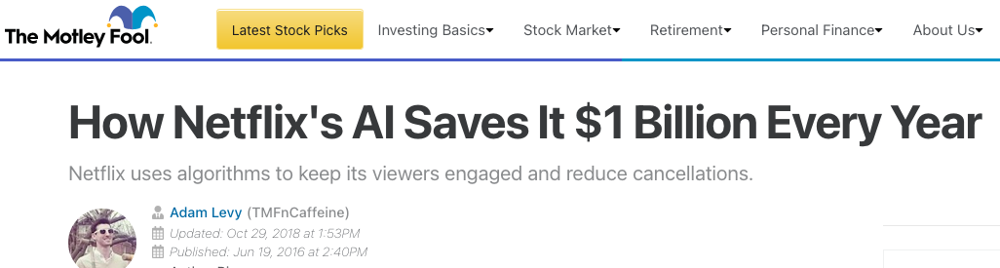 The Motley Fool.
Latest Stock Picks Investing Basics Stock Market Retirement Personal Finance About Us
How Netflix's AI Saves It $1 Billion Every Year
Netflix uses algorithms to keep its viewers engaged and reduce cancellations.
Adam Levy (TMFnCaffeine)
Updated: Oct 29, 2018 at 1:53PM
Published: Jun 19, 2016 at 2:40PM